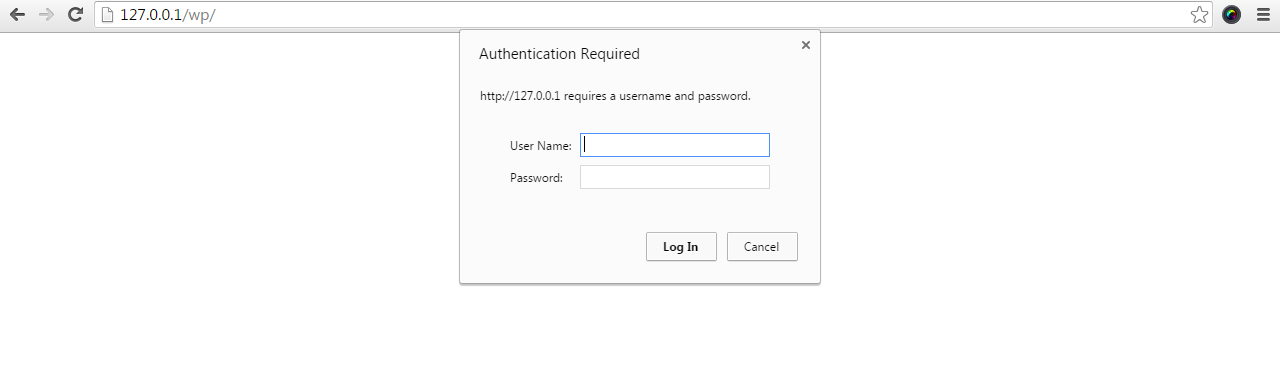 127.0.0.1/wp/
Authentication Required
http://127.0.0.1 requires a username and password.
User Name:
Password:
Log In Cancel